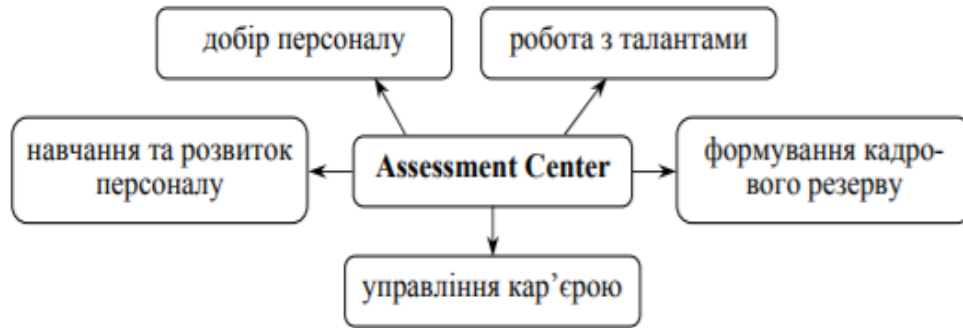 добір персоналу
робота з талантами
навчання та розвиток
персоналу
Assessment Center
формування кадро-
вого резерву
управління кар’єрою